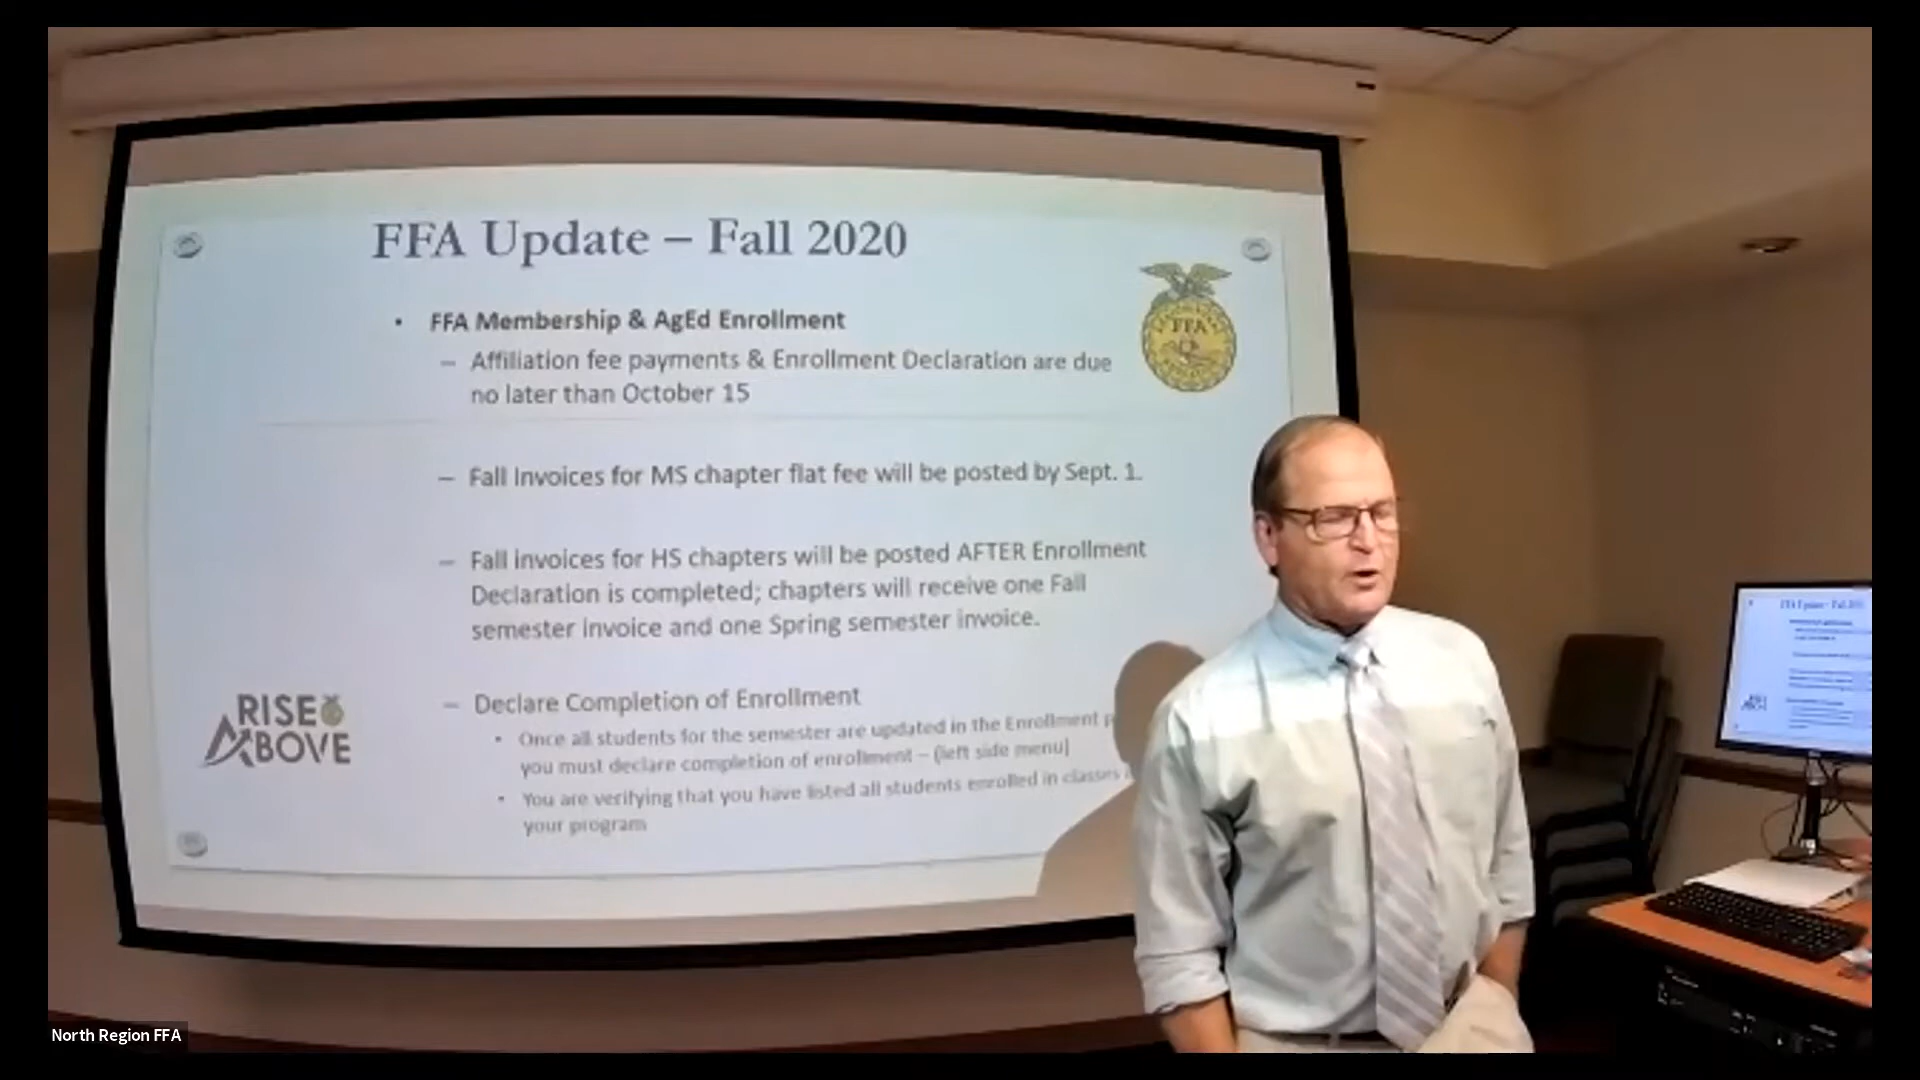 FFA Update – Fall 2020
• FFA Membership & AgEd Enrollment
– Affiliation fee payments & Enrollment Declaration are due
no later than October 15
– Fall Invoices for MS chapter flat fee will be posted by Sept. 1.
– Fall invoices for HS chapters will be posted AFTER Enrollment
Declaration is completed; chapters will receive one Fall
semester invoice and one Spring semester invoice.
– Declare Completion of Enrollment
• Once all students for the semester are updated in the Enrollment
you must declare completion of enrollment – (left side menu)
• You are verifying that you have listed all students enrolled in classes
your program
FFA
RISE
ABOVE
North Region FFA